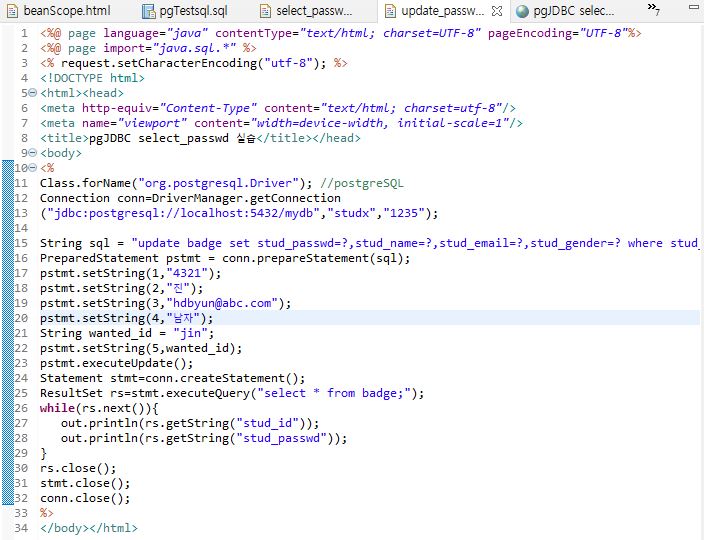 beanScope.html pgTestsql.sql select_passw... update_passw... pgJDBC selec... »7
1 <%@ page language="java" contentType="text/html; charset=UTF-8" pageEncoding="UTF-8"%>
2 <%@ page import="java.sql.*" %>
3 <% request.setCharacterEncoding("utf-8"); %>
4 <!DOCTYPE html>
5 <html><head>
6 <meta http-equiv="Content-Type" content="text/html; charset=utf-8"/>
7 <meta name="viewport" content="width=device-width, initial-scale=1"/>
8 <title>pgJDBC select_passwd 실습</title></head>
9 <body>
10 <%
11 Class.forName("org.postgresql.Driver"); //postgreSQL
12 Connection conn=DriverManager.getConnection
13 ("jdbc:postgresql://localhost:5432/mydb","studx","1235");
14
15 String sql = "update badge set stud_passwd=?,stud_name=?,stud_email=?,stud_gender=? where stud_
16 PreparedStatement pstmt = conn.prepareStatement(sql);
17 pstmt.setString(1,"4321");
18 pstmt.setString(2,"진");
19 pstmt.setString(3,"hdbyun@abc.com");
20 pstmt.setString(4,"남자");
21 String wanted_id = "jin";
22 pstmt.setString(5,wanted_id);
23 pstmt.executeUpdate();
24 Statement stmt=conn.createStatement();
25 ResultSet rs=stmt.executeQuery("select * from badge;");
26 while(rs.next()){
27 out.println(rs.getString("stud_id"));
28 out.println(rs.getString("stud_passwd"));
29 }
30 rs.close();
31 stmt.close();
32 conn.close();
33 %>
34 </body></html>